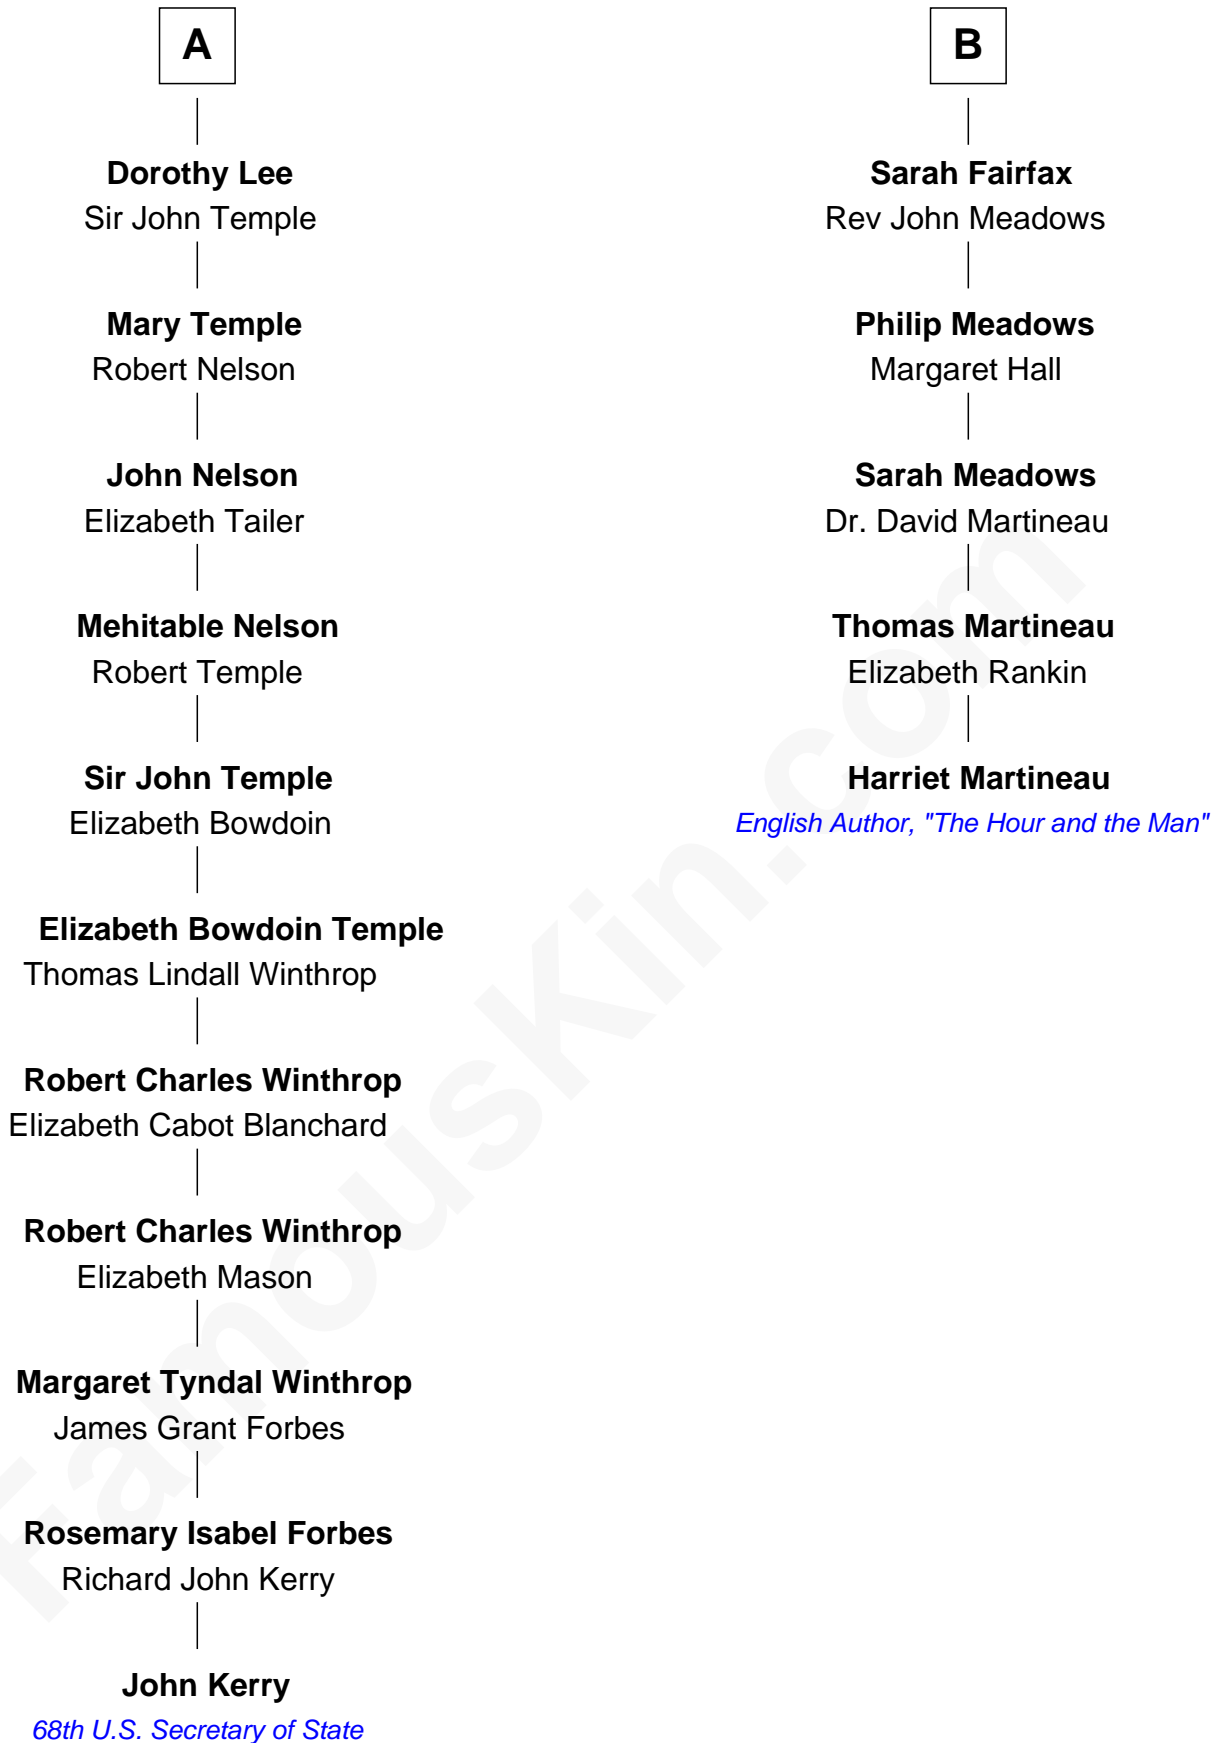 A
Dorothy Lee
Sir John Temple
Mary Temple
Robert Nelson
John Nelson
Elizabeth Tailer
Mehitable Nelson
Robert Temple
Sir John Temple
Elizabeth Bowdoin
Elizabeth Bowdoin Temple
Thomas Lindall Winthrop
Robert Charles Winthrop
Elizabeth Cabot Blanchard
Robert Charles Winthrop
Elizabeth Mason
Margaret Tyndal Winthrop
James Grant Forbes
Rosemary Isabel Forbes
Richard John Kerry
John Kerry
68th U.S. Secretary of State
B
Sarah Fairfax
Rev John Meadows
Philip Meadows
Margaret Hall
Sarah Meadows
Dr. David Martineau
Thomas Martineau
Elizabeth Rankin
Harriet Martineau
English Author, "The Hour and the Man"
FamousKin.com